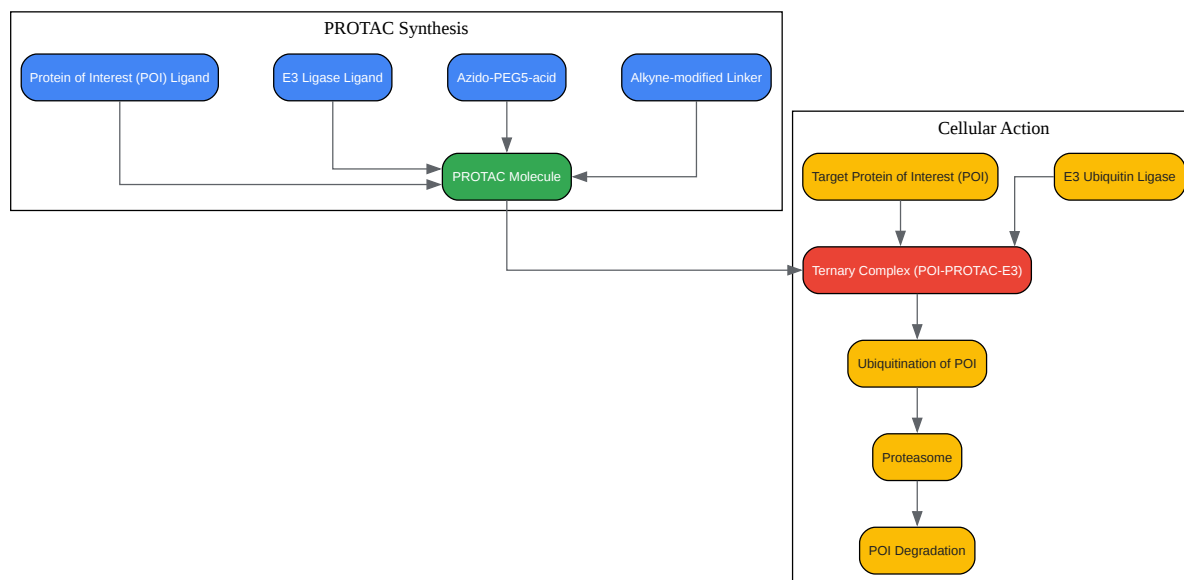 PROTAC Synthesis
Protein of Interest (POI) Ligand
E3 Ligase Ligand
Azido-PEG5-acid
Alkyne-modified Linker
PROTAC Molecule
Cellular Action
Target Protein of Interest (POI)
E3 Ubiquitin Ligase
Ternary Complex (POI-PROTAC-E3)
Ubiquitination of POI
Proteasome
POI Degradation